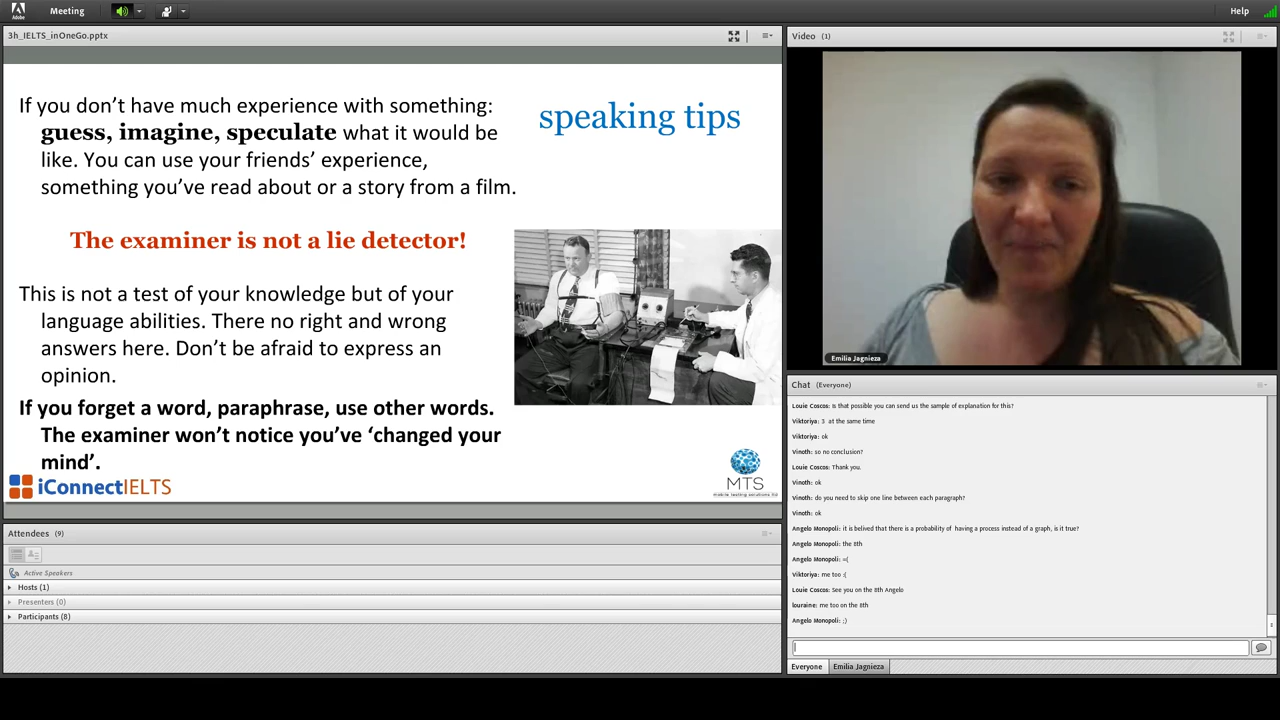 Adobe
Meeting
Help
3h_IELTS_inOneGo.pptx
If you don’t have much experience with something:
guess, imagine, speculate what it would be
like. You can use your friends’ experience,
something you’ve read about or a story from a film.
speaking tips
The examiner is not a lie detector!
This is not a test of your knowledge but of your
language abilities. There no right and wrong
answers here. Don’t be afraid to express an
opinion.
If you forget a word, paraphrase, use other words.
The examiner won’t notice you’ve ‘changed your
mind’.
iConnectIELTS
MTS
mobile testing solutions ltd
Attendees (9)
Active Speakers
Hosts (1)
Presenters (0)
Participants (8)
Video (1)
Emilia Jagnieza
Chat (Everyone)
Louie Coscos: Is that possible you can send us the sample of explanation for this?
Viktoriya: 3 at the same time
Viktoriya: ok
Vinoth: so no conclusion?
Louie Coscos: Thank you.
Vinoth: ok
Vinoth: do you need to skip one line between each paragraph?
Vinoth: ok
Angelo Monopoli: it is belived that there is a probability of having a process instead of a graph, is it true?
Angelo Monopoli: the 8th
Angelo Monopoli: =(
Viktoriya: me too :(
Louie Coscos: See you on the 8th Angelo
louraine: me too on the 8th
Angelo Monopoli: ;)
Everyone
Emilia Jagnieza